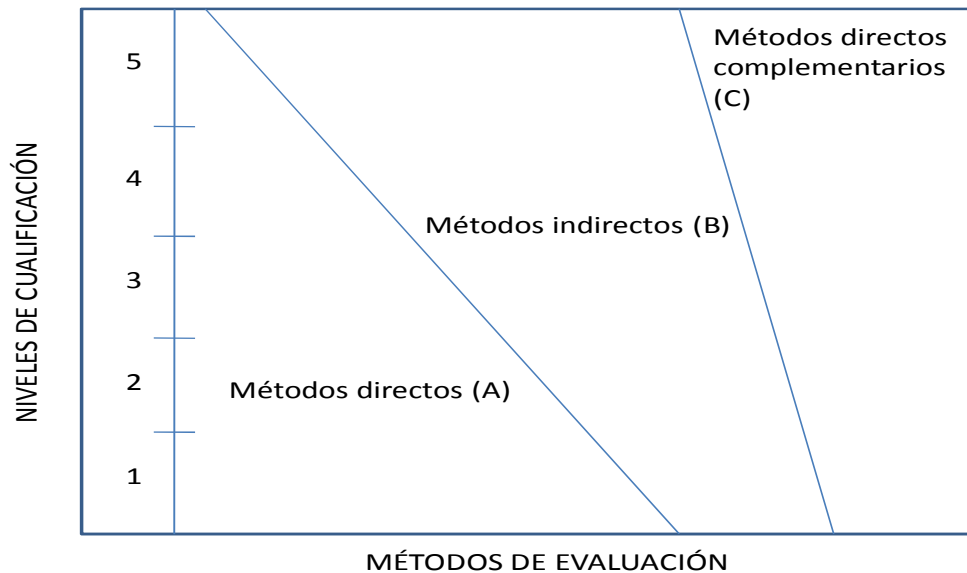 NIVELES DE CUALIFICACIÓN
5
4
3
2
1
Métodos directos
complementarios
(C)
Métodos indirectos (B)
Métodos directos (A)
MÉTODOS DE EVALUACIÓN